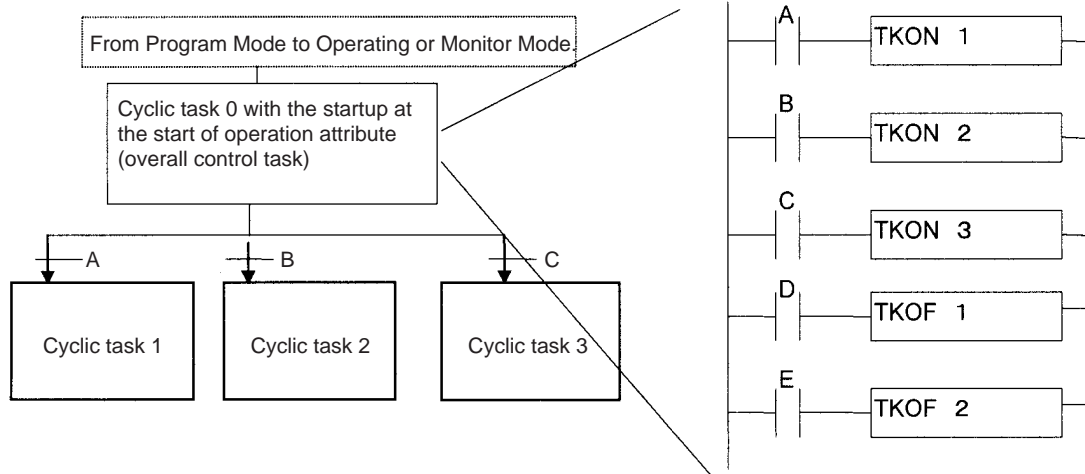 From Program Mode to Operating or Monitor Mode.
Cyclic task 0 with the startup at
the start of operation attribute
(overall control task)
A
B
C
Cyclic task 1
Cyclic task 2
Cyclic task 3
A
TKON 1
B
TKON 2
C
TKON 3
D
TKOF 1
E
TKOF 2